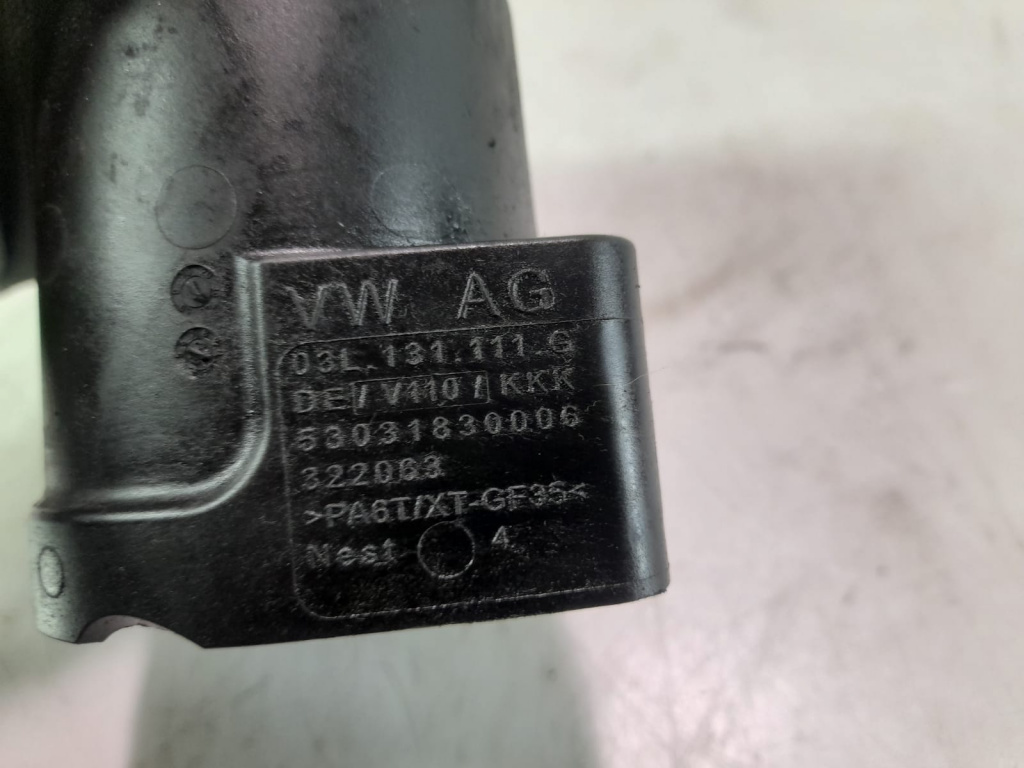 VW AG
03L.131.111.G
DE/V110/KKK
53031830006
322063
>PA6T/XT-GF35<
Nest 4